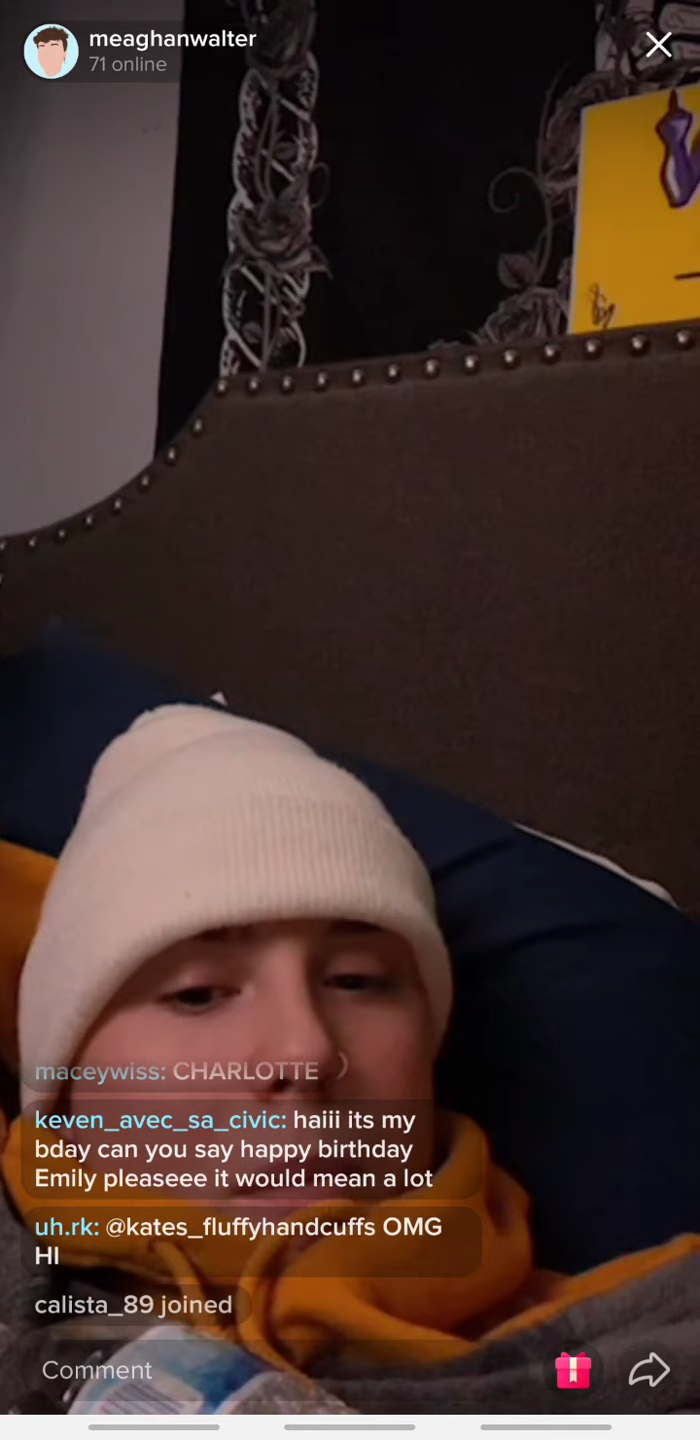 meaghanwalter
71 online
maceywiss: CHARLOTTE
keven_avec_sa_civic: haiii its my
bday can you say happy birthday
Emily pleaseee it would mean a lot
uh.rk: @kates_fluffyhandcuffs OMG
HI
calista_89 joined
Comment